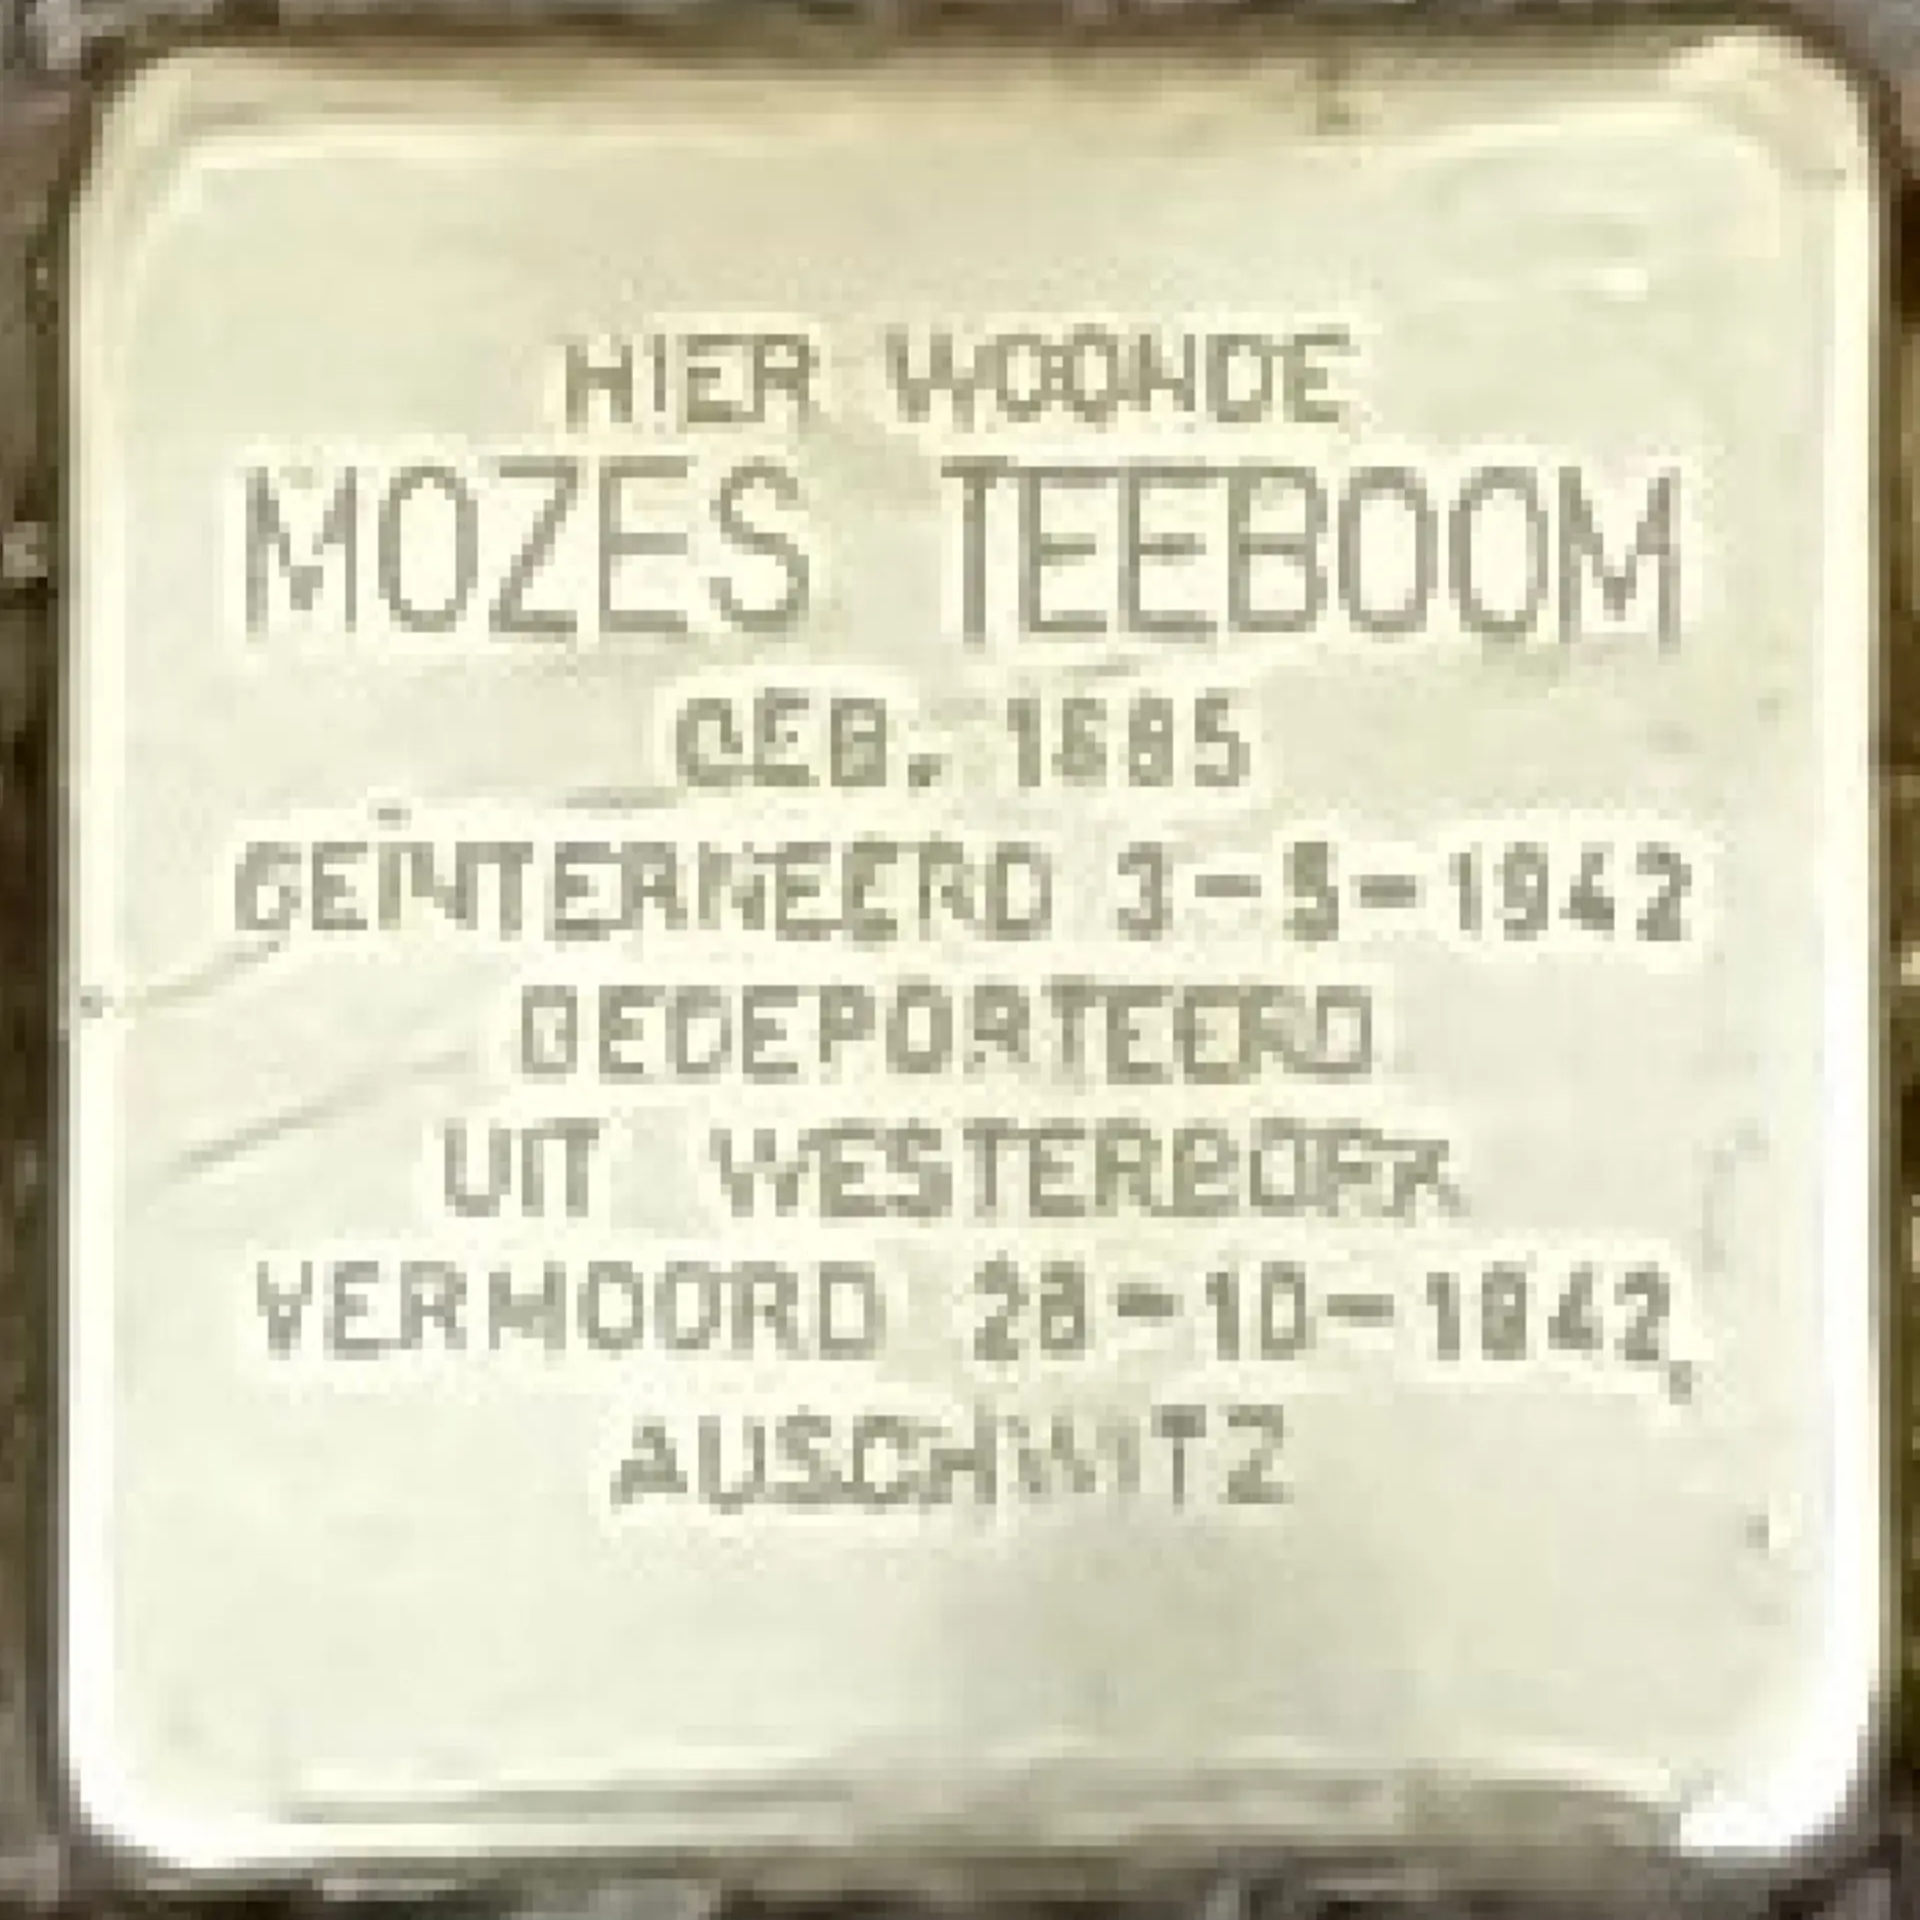 HIER WOONDE
MOZES TEEBOOM
GEB. 1885
GEÏNTERNEERD 3-9-1942
GEDEPORTEERD
UIT WESTERBORK
VERMOORD 28-10-1942
AUSCHWITZ